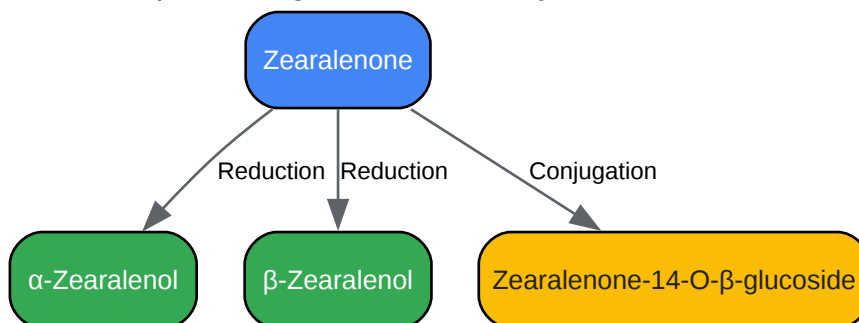 Zearalenone
Reduction Reduction Conjugation
α-Zearalenol β-Zearalenol Zearalenone-14-O-β-glucoside